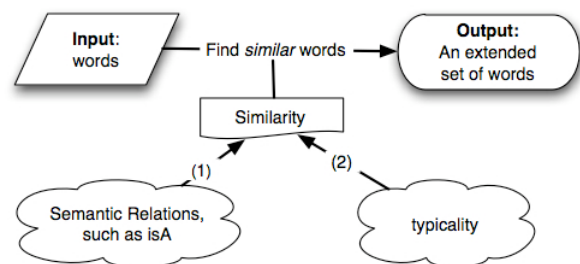 Input:
words
Find similar words
Output:
An extended
set of words
Similarity
(1)
(2)
Semantic Relations,
such as isA
typicality